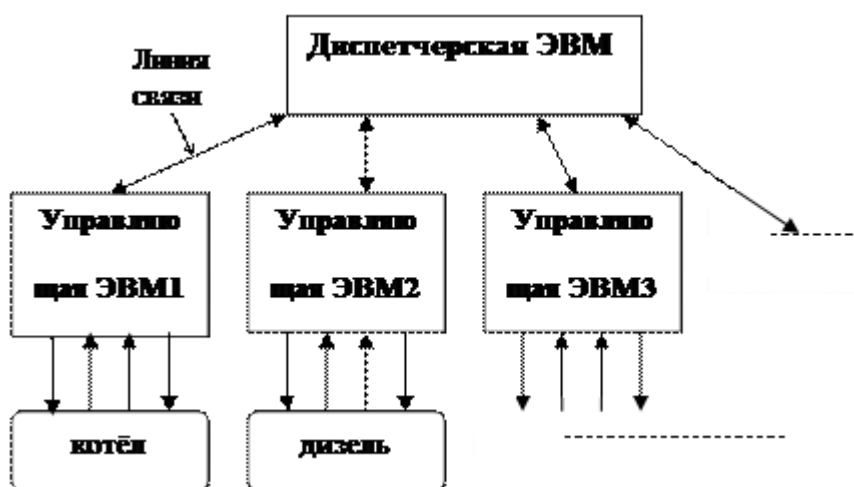 Диспетчерская ЭВМ
Линия
связи
Управляю
щая ЭВМ1
Управляю
щая ЭВМ2
Управляю
щая ЭВМ3
котёл
дизель